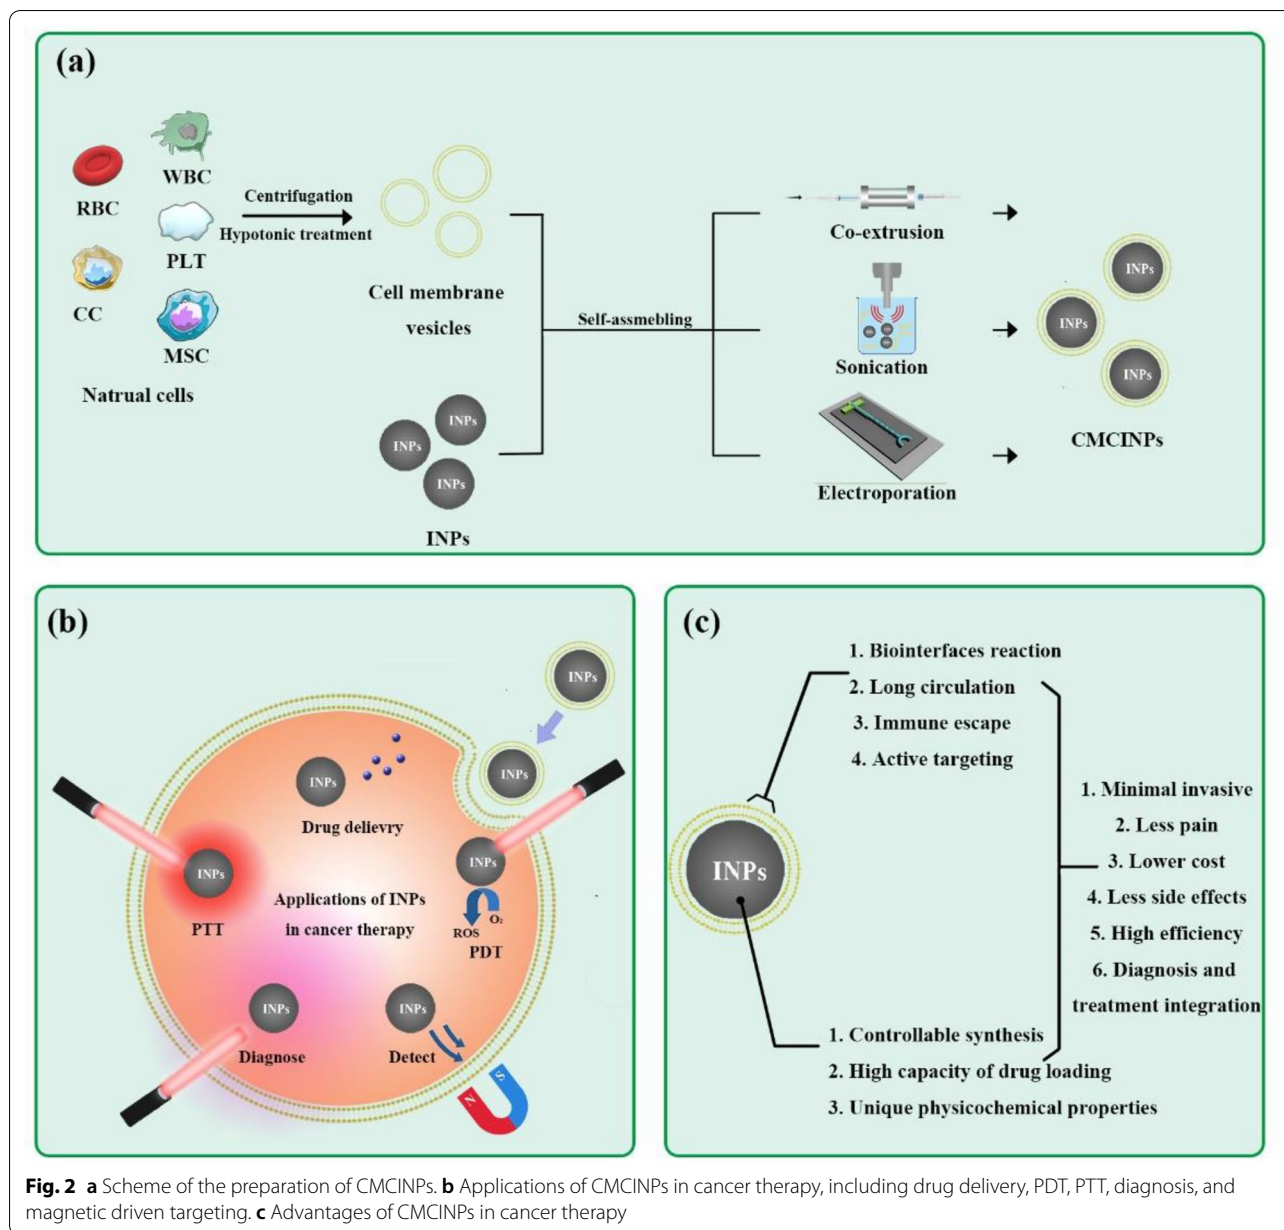 (a)
WBC
RBC
PLT
CC
MSC
Natrual cells
Centrifugation
Hypotonic treatment
Cell membrane
vesicles
INPs
INPs
INPs
INPs
Self-assmebling
Co-extrusion
Sonication
Electroporation
INPs
INPs
INPs
CMCINPs
(b)
INPs
INPs
INPs
Drug delievry
INPs
PTT
INPs
O₂
ROS
PDT
Applications of INPs
in cancer therapy
INPs
Diagnose
INPs
Detect
N
S
(c)
1. Biointerfaces reaction
2. Long circulation
3. Immune escape
4. Active targeting
INPs
1. Controllable synthesis
2. High capacity of drug loading
3. Unique physicochemical properties
1. Minimal invasive
2. Less pain
3. Lower cost
4. Less side effects
5. High efficiency
6. Diagnosis and
treatment integration
Fig. 2 a Scheme of the preparation of CMCINPs. b Applications of CMCINPs in cancer therapy, including drug delivery, PDT, PTT, diagnosis, and
magnetic driven targeting. c Advantages of CMCINPs in cancer therapy